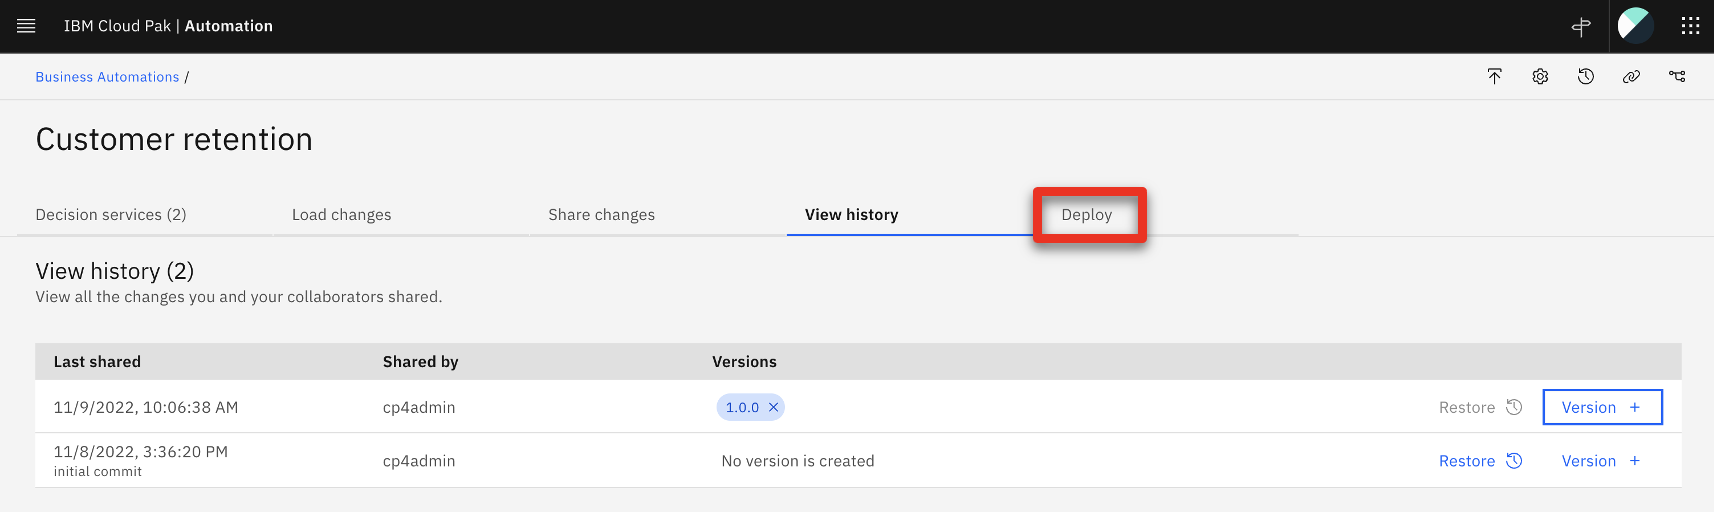 IBM Cloud Pak | Automation
Business Automations /
Customer retention
Decision services (2) Load changes Share changes View history Deploy
View history (2)
View all the changes you and your collaborators shared.
Last shared Shared by Versions
11/9/2022, 10:06:38 AM cp4admin 1.0.0 Restore Version +
11/8/2022, 3:36:20 PM
initial commit
cp4admin No version is created Restore Version +